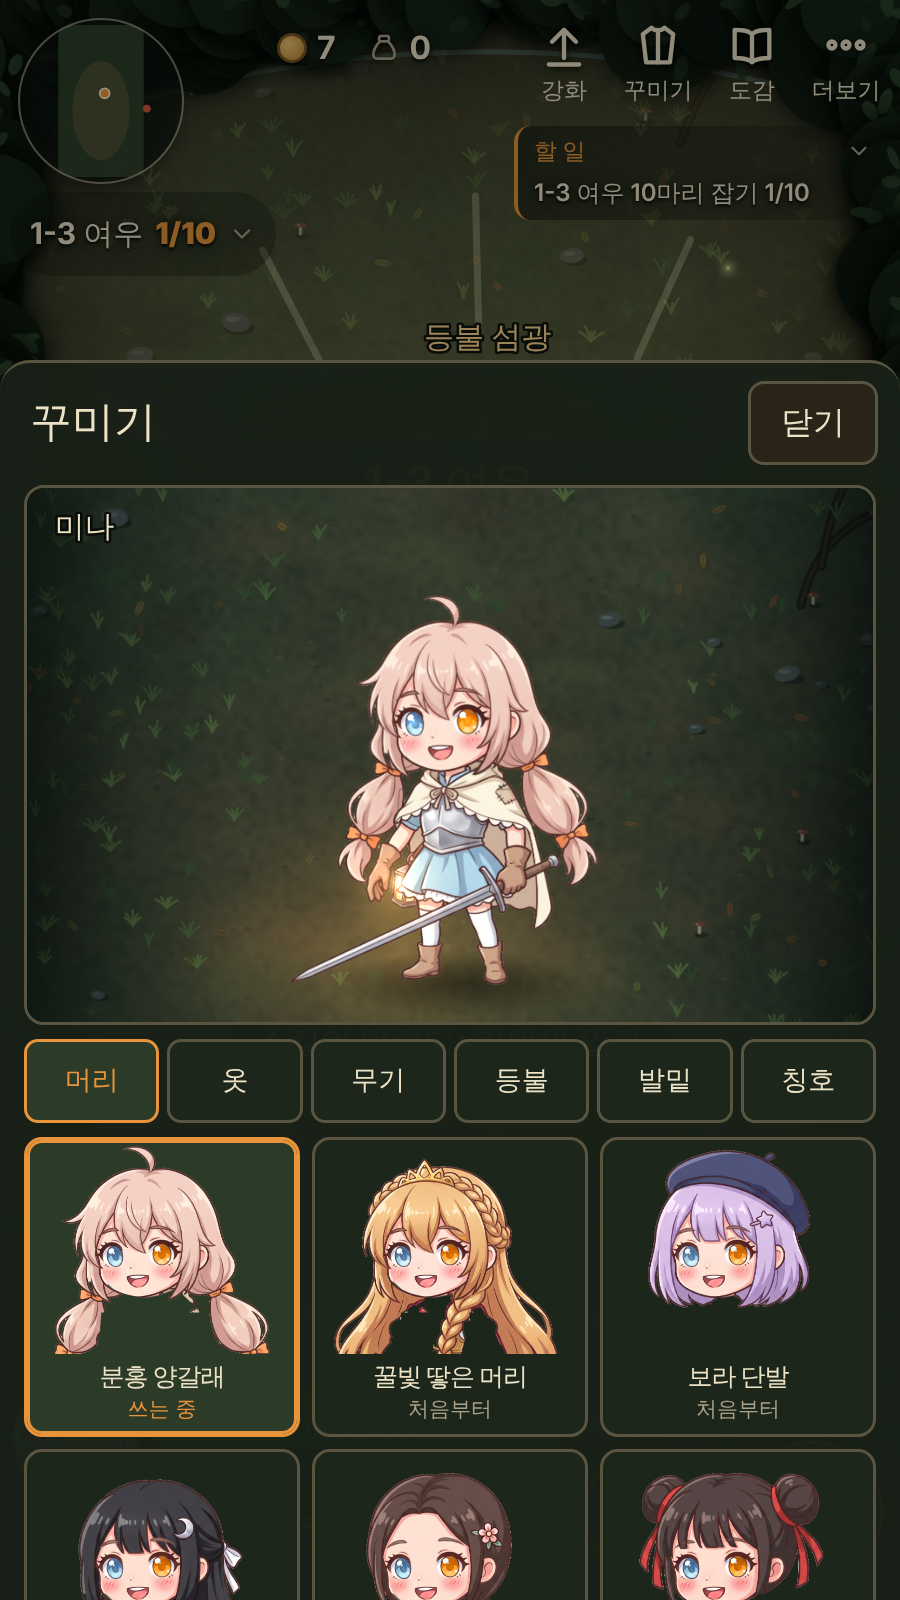 7
0
강화
꾸미기
도감
더보기
할 일
1-3 여우 10마리 잡기 1/10
1-3 여우 1/10
등불 섬광
꾸미기
닫기
1-3 여우
미나
머리
옷
무기
등불
발밑
칭호
분홍 양갈래
쓰는 중
꿀빛 땋은 머리
처음부터
보라 단발
처음부터